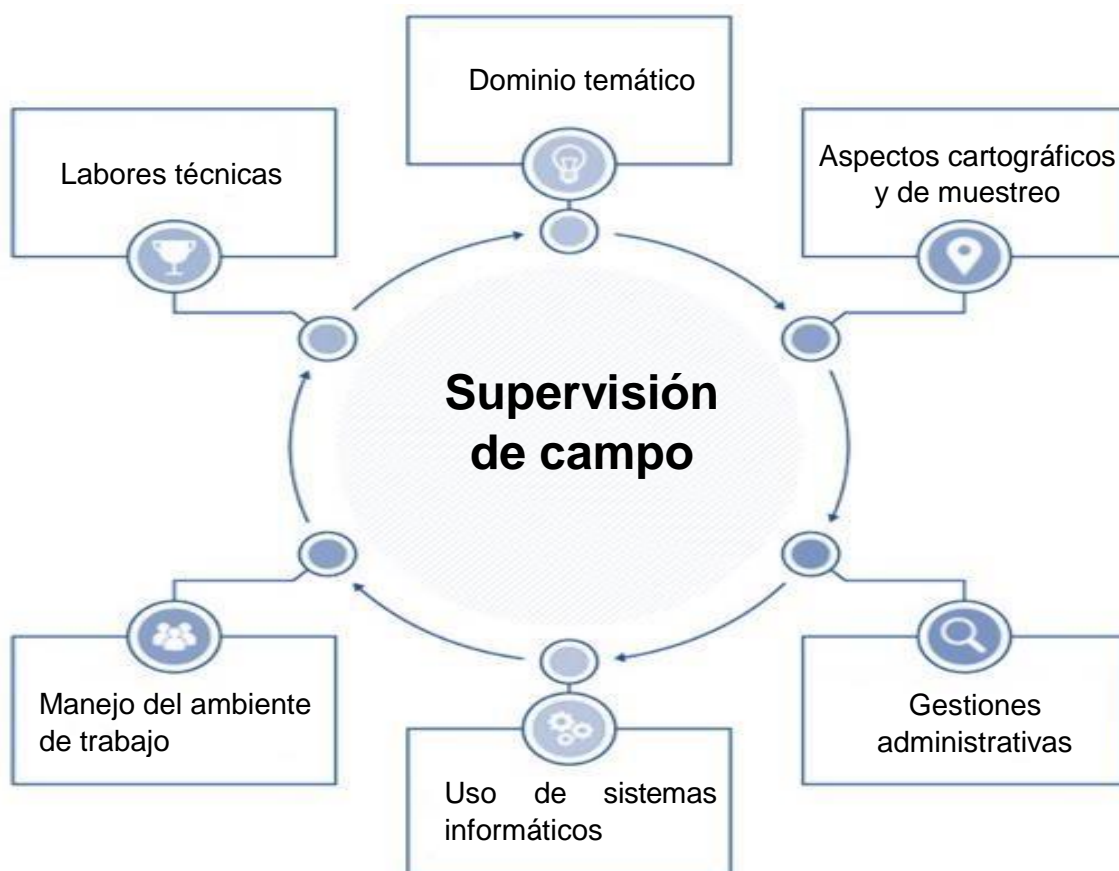 Dominio temático
Labores técnicas
Aspectos cartográficos
y de muestreo
Supervisión
de campo
Manejo del ambiente
de trabajo
Gestiones
administrativas
Uso de sistemas
informáticos